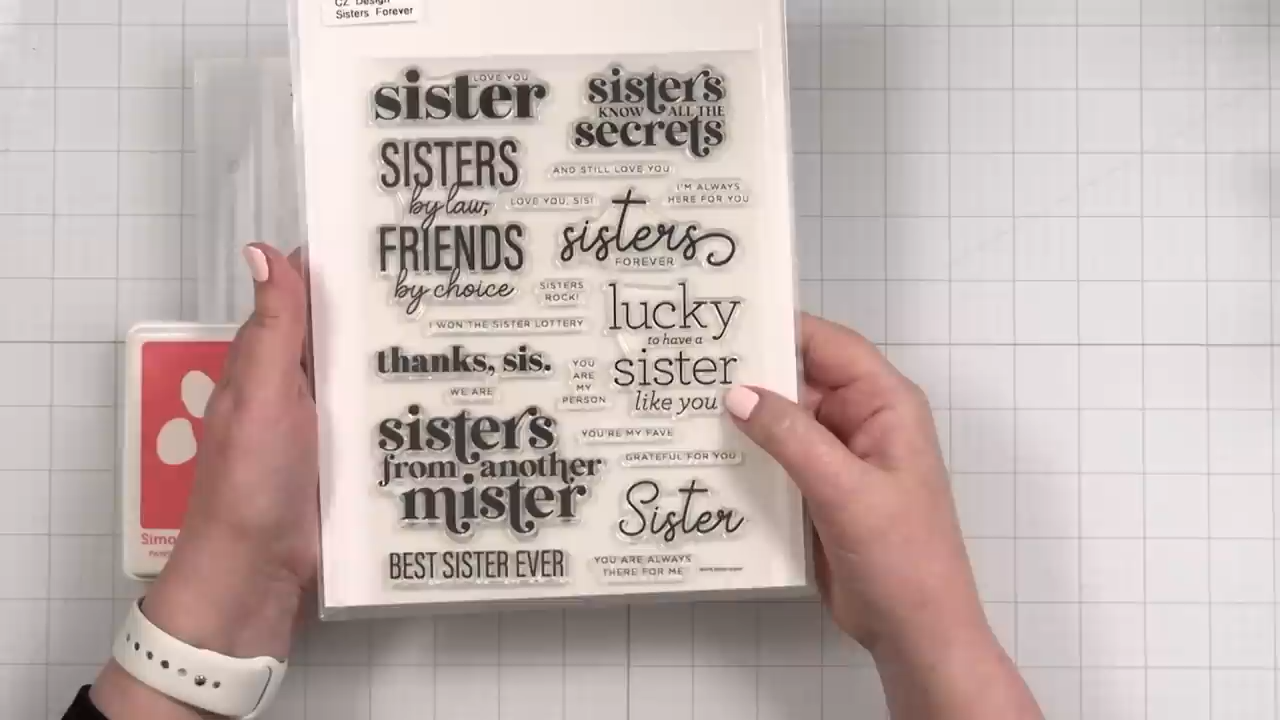 CZ Design
Sisters Forever
LOVE YOU
sister
sisters
KNOW ALL THE
secrets
SISTERS
by law,
FRIENDS
by choice
AND STILL LOVE YOU
LOVE YOU, SIS!
I'M ALWAYS
HERE FOR YOU
sisters
FOREVER
SISTERS
ROCK!
I WON THE SISTER LOTTERY
lucky
to have a
sister
like you
thanks, sis.
WE ARE
YOU
ARE
MY
PERSON
sisters
from another
mister
YOU'RE MY FAVE
GRATEFUL FOR YOU
Sister
BEST SISTER EVER
YOU ARE ALWAYS
THERE FOR ME
Simo